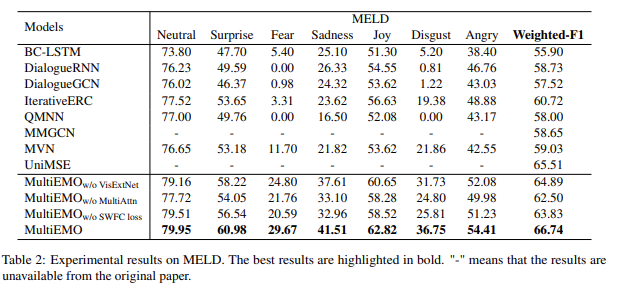 Models MELD
Neutral Surprise Fear Sadness Joy Disgust Angry Weighted-F1
BC-LSTM 73.80 47.70 5.40 25.10 51.30 5.20 38.40 55.90
DialogueRNN 76.23 49.59 0.00 26.33 54.55 0.81 46.76 58.73
DialogueGCN 76.02 46.37 0.98 24.32 53.62 1.22 43.03 57.52
IterativeERC 77.52 53.65 3.31 23.62 56.63 19.38 48.88 60.72
QMNN 77.00 49.76 0.00 16.50 52.08 0.00 43.17 58.00
MMGCN - - - - - - - 58.65
MVN 76.65 53.18 11.70 21.82 53.62 21.86 42.55 59.03
UniMSE - - - - - - - 65.51
MultiEMO w/o VisExtNet 79.16 58.22 24.80 37.61 60.65 31.73 52.08 64.89
MultiEMO w/o MultiAttn 77.72 54.05 21.76 33.10 58.28 24.80 49.98 62.50
MultiEMO w/o SWFC loss 79.51 56.54 20.59 32.96 58.52 25.81 51.23 63.83
MultiEMO 79.95 60.98 29.67 41.51 62.82 36.75 54.41 66.74
Table 2: Experimental results on MELD. The best results are highlighted in bold. "-" means that the results are
unavailable from the original paper.